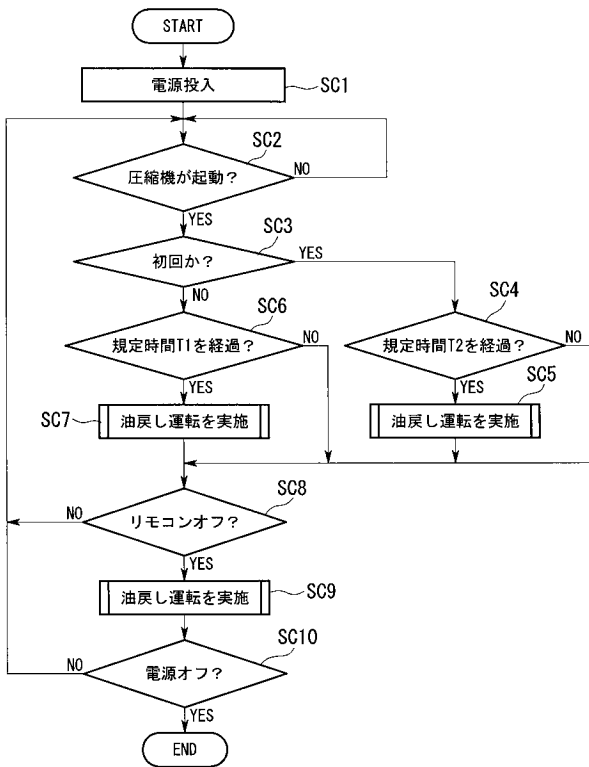 START
電源投入
SC1
SC2
圧縮機が起動?
NO
YES
SC3
初回か?
YES
NO
SC6
規定時間T1を経過?
NO
SC4
規定時間T2を経過?
NO
YES
YES
SC7
油戻し運転を実施
SC5
油戻し運転を実施
SC8
リモコンオフ?
NO
YES
油戻し運転を実施
SC9
SC10
電源オフ?
NO
YES
END